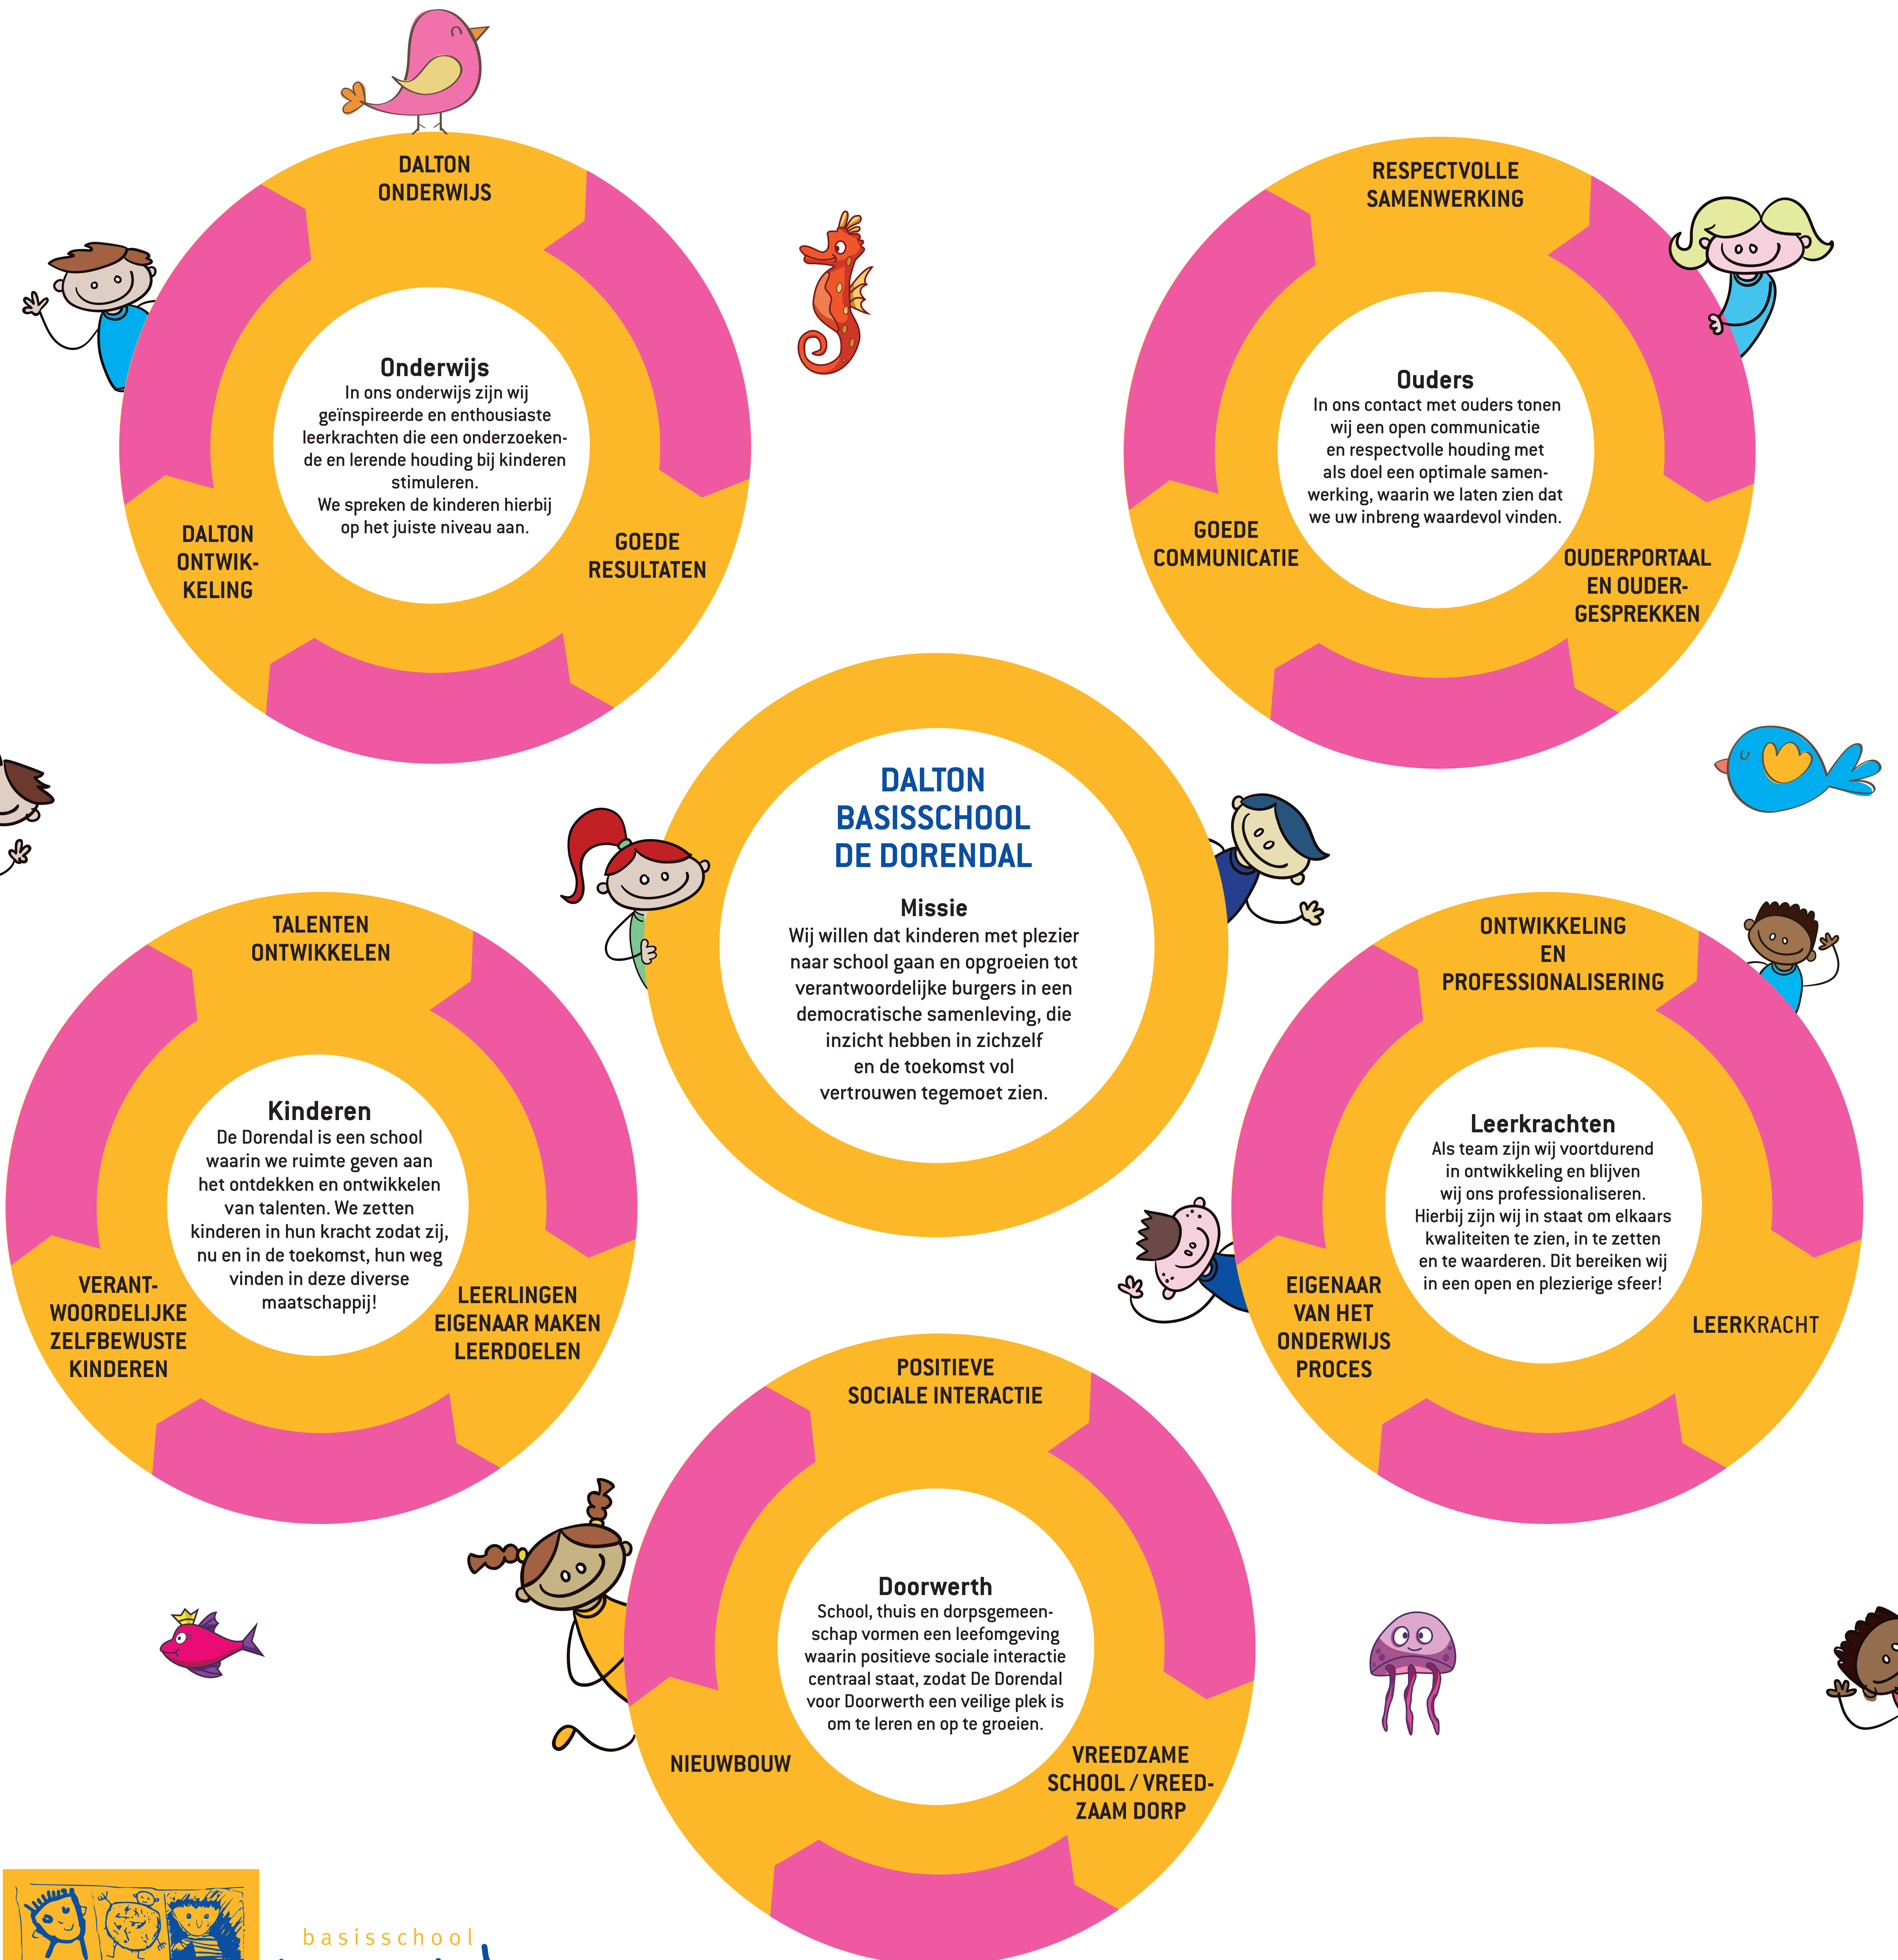 DALTON
ONDERWIJS
Onderwijs
In ons onderwijs zijn wij
geïnspireerde en enthousiaste
leerkrachten die een onderzoeken-
de en lerende houding bij kinderen
stimuleren.
We spreken de kinderen hierbij
op het juiste niveau aan.
DALTON
ONTWIK-
KELING
GOEDE
RESULTATEN
RESPECTVOLLE
SAMENWERKING
Ouders
In ons contact met ouders tonen
wij een open communicatie
en respectvolle houding met
als doel een optimale samen-
werking, waarin we laten zien dat
we uw inbreng waardevol vinden.
GOEDE
COMMUNICATIE
OUDERPORTAAL
EN OUDER-
GESPREKKEN
DALTON
BASISSCHOOL
DE DORENDAL
Missie
Wij willen dat kinderen met plezier
naar school gaan en opgroeien tot
verantwoordelijke burgers in een
democratische samenleving, die
inzicht hebben in zichzelf
en de toekomst vol
vertrouwen tegemoet zien.
TALENTEN
ONTWIKKELEN
Kinderen
De Dorendal is een school
waarin we ruimte geven aan
het ontdekken en ontwikkelen
van talenten. We zetten
kinderen in hun kracht zodat zij,
nu en in de toekomst, hun weg
vinden in deze diverse
maatschappij!
VERANT-
WOORDELIJKE
ZELFBEWUSTE
KINDEREN
LEERLINGEN
EIGENAAR MAKEN
LEERDOELEN
ONTWIKKELING
EN
PROFESSIONALISERING
Leerkrachten
Als team zijn wij voortdurend
in ontwikkeling en blijven
wij ons professionaliseren.
Hierbij zijn wij in staat om elkaars
kwaliteiten te zien, in te zetten
en te waarderen. Dit bereiken wij
in een open en plezierige sfeer!
EIGENAAR
VAN HET
ONDERWIJS
PROCES
LEERKRACHT
POSITIEVE
SOCIALE INTERACTIE
Doorwerth
School, thuis en dorpsgemeen-
schap vormen een leefomgeving
waarin positieve sociale interactie
centraal staat, zodat De Dorendal
voor Doorwerth een veilige plek is
om te leren en op te groeien.
NIEUWBOUW
VREEDZAME
SCHOOL / VREED-
ZAAM DORP
basisschool